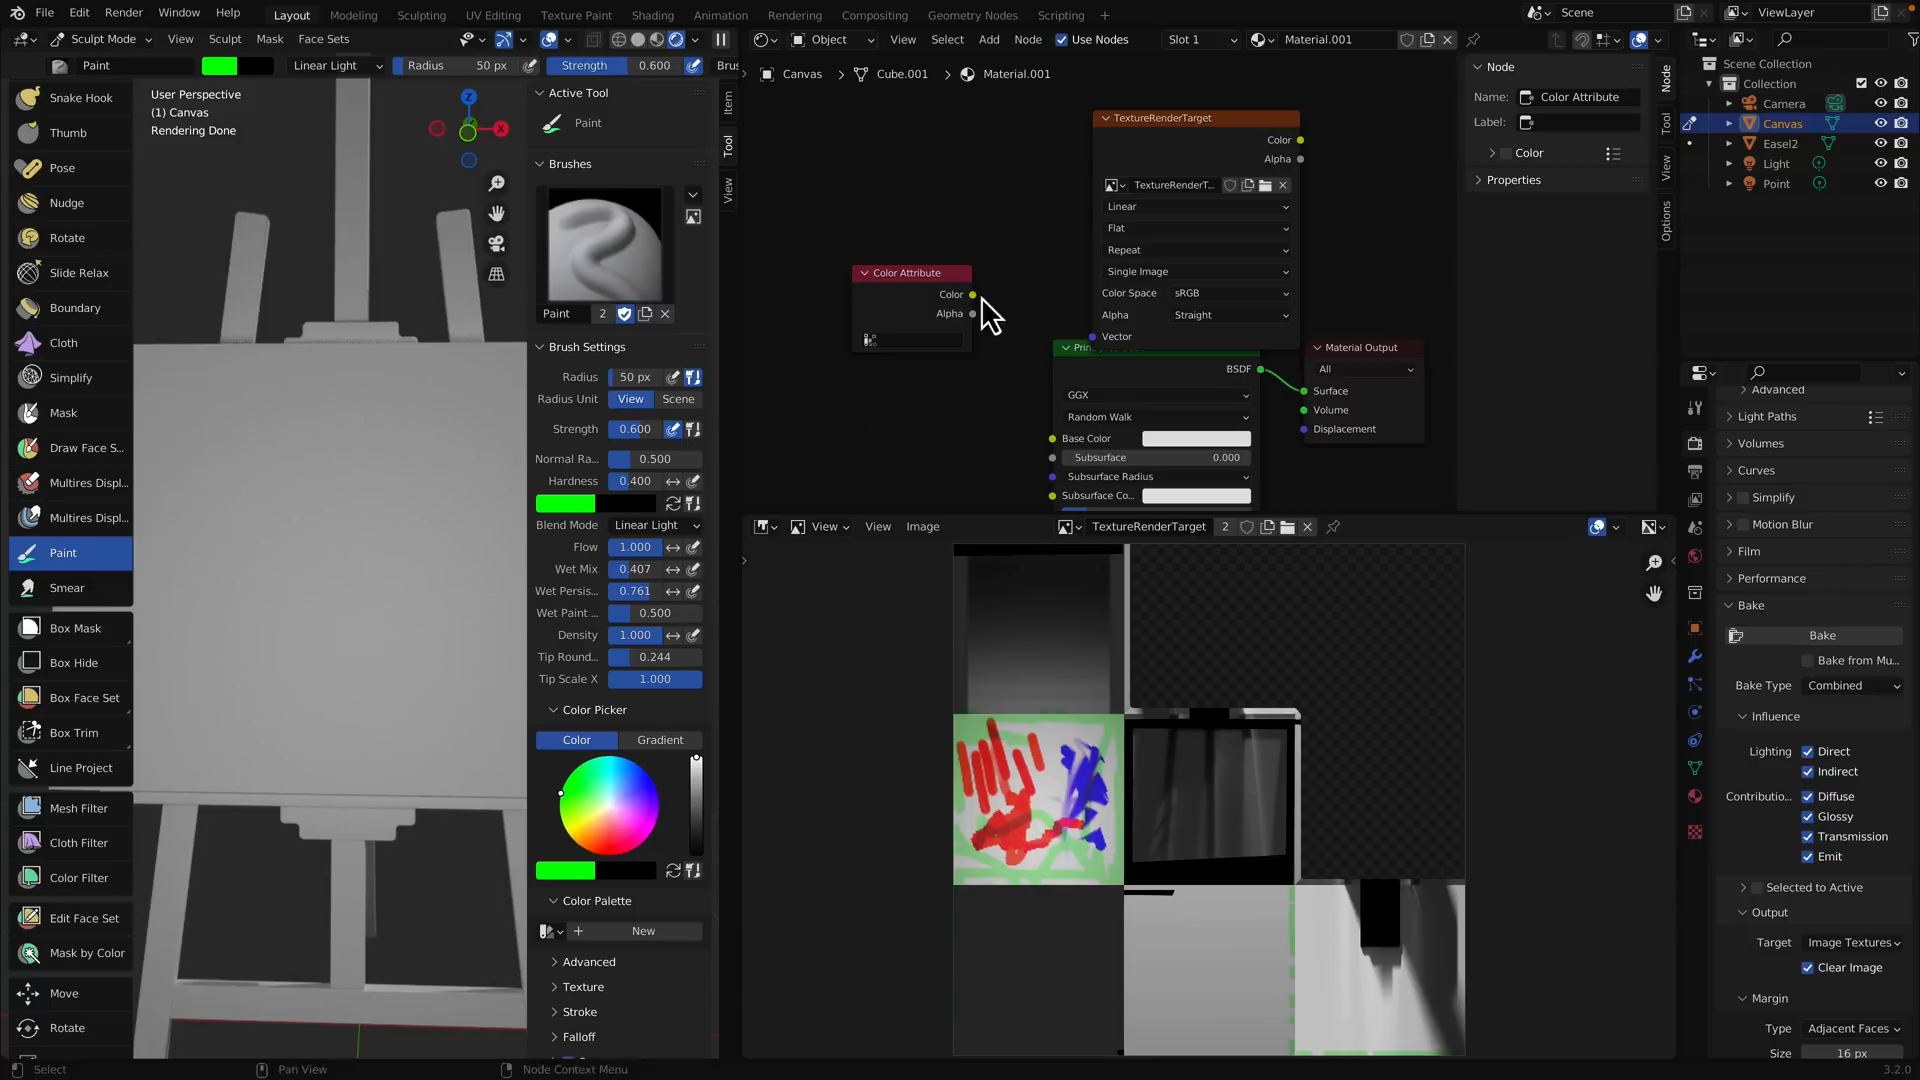 File Edit Render Window Help Layout Modeling Sculpting UV Editing Texture Paint Shading Animation Rendering Compositing Geometry Nodes Scripting + Scene ViewLayer
Sculpt Mode View Sculpt Mask Face Sets
Object View Select Add Node Use Nodes Slot 1 Material.001
Paint Linear Light Radius 50 px Strength 0.600 Brus
Canvas > Cube.001 > Material.001
Snake Hook
Thumb
Pose
Nudge
Rotate
Slide Relax
Boundary
Cloth
Simplify
Mask
Draw Face S...
Multires Displ...
Multires Displ...
Paint
Smear
Box Mask
Box Hide
Box Face Set
Box Trim
Line Project
Mesh Filter
Cloth Filter
Color Filter
Edit Face Set
Mask by Color
Move
Rotate
User Perspective
(1) Canvas
Rendering Done
Z
X
Active Tool
Paint
Brushes
Paint 2
Brush Settings
Radius 50 px
Radius Unit View Scene
Strength 0.600
Normal Ra... 0.500
Hardness 0.400
Blend Mode Linear Light
Flow 1.000
Wet Mix 0.407
Wet Persis... 0.761
Wet Paint ... 0.500
Density 1.000
Tip Round... 0.244
Tip Scale X 1.000
Color Picker
Color Gradient
Color Palette
+ New
Advanced
Texture
Stroke
Falloff
Item
Tool
View
TextureRenderTarget
Color
Alpha
TextureRenderT...
Linear
Flat
Repeat
Single Image
Color Space sRGB
Alpha Straight
Vector
Color Attribute
Color
Alpha
BSDF
GGX
Random Walk
Base Color
Subsurface 0.000
Subsurface Radius
Subsurface Co...
Material Output
All
Surface
Volume
Displacement
Node
Name: Color Attribute
Label:
Color
Properties
Node
Tool
View
Options
View View Image TextureRenderTarget 2
Scene Collection
Collection
Camera
Canvas
Easel2
Light
Point
Advanced
Light Paths
Volumes
Curves
Simplify
Motion Blur
Film
Performance
Bake
Bake
Bake from Mu...
Bake Type Combined
Influence
Lighting Direct
Indirect
Contributio... Diffuse
Glossy
Transmission
Emit
Selected to Active
Output
Target Image Textures
Clear Image
Margin
Type Adjacent Faces
Size 16 px
Select Pan View Node Context Menu 3.2.0